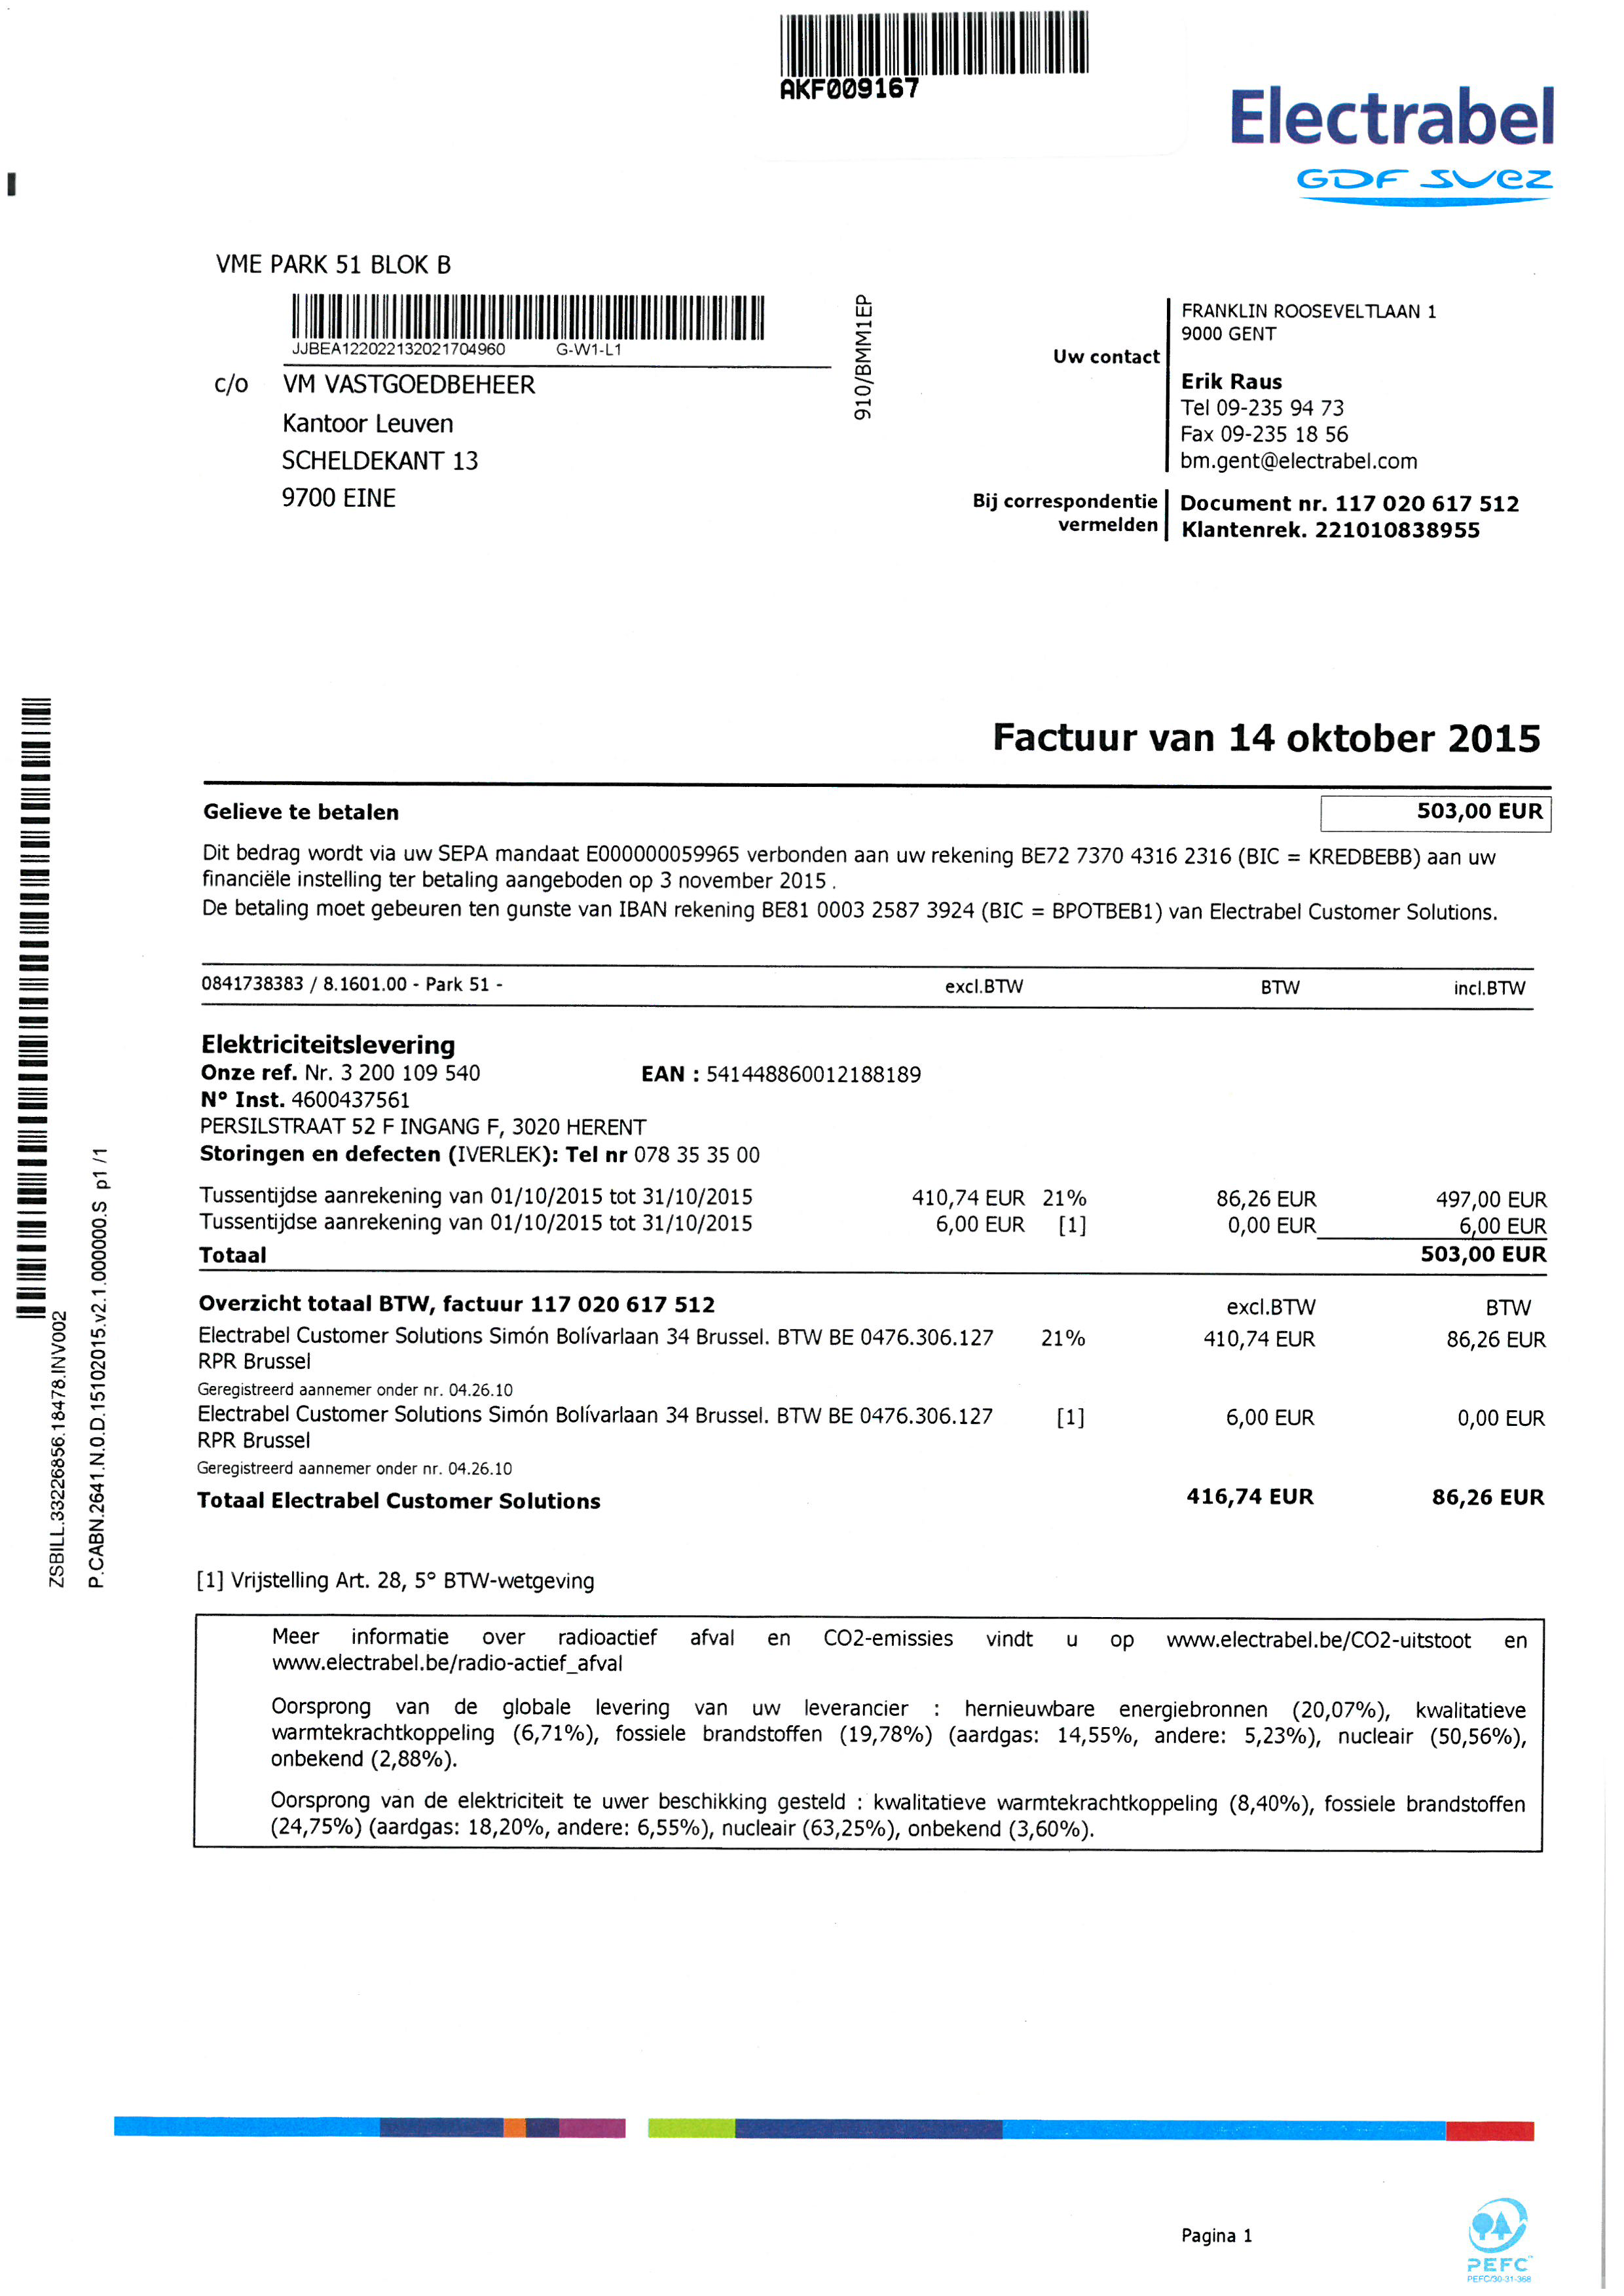 AKF009167
Electrabel
GDF SUEZ
VME PARK 51 BLOK B
JJBEA122022132021704960 G-W1-L1
c/o VM VASTGOEDBEHEER
Kantoor Leuven
SCHELDEKANT 13
9700 EINE
910/BMM1EP
Uw contact
FRANKLIN ROOSEVELTLAAN 1
9000 GENT
Erik Raus
Tel 09-235 94 73
Fax 09-235 18 56
bm.gent@electrabel.com
Bij correspondentie vermelden
Document nr. 117 020 617 512
Klantenrek. 221010838955
Factuur van 14 oktober 2015
Gelieve te betalen 503,00 EUR
Dit bedrag wordt via uw SEPA mandaat E000000059965 verbonden aan uw rekening BE72 7370 4316 2316 (BIC = KREDBEBB) aan uw
financiële instelling ter betaling aangeboden op 3 november 2015 .
De betaling moet gebeuren ten gunste van IBAN rekening BE81 0003 2587 3924 (BIC = BPOTBEB1) van Electrabel Customer Solutions.
0841738383 / 8.1601.00 - Park 51 - excl.BTW BTW incl.BTW
Elektriciteitslevering
Onze ref. Nr. 3 200 109 540 EAN : 541448860012188189
N° Inst. 4600437561
PERSILSTRAAT 52 F INGANG F, 3020 HERENT
Storingen en defecten (IVERLEK): Tel nr 078 35 35 00
Tussentijdse aanrekening van 01/10/2015 tot 31/10/2015 410,74 EUR 21% 86,26 EUR 497,00 EUR
Tussentijdse aanrekening van 01/10/2015 tot 31/10/2015 6,00 EUR [1] 0,00 EUR 6,00 EUR
Totaal 503,00 EUR
Overzicht totaal BTW, factuur 117 020 617 512 excl.BTW BTW
Electrabel Customer Solutions Simón Bolívarlaan 34 Brussel. BTW BE 0476.306.127 21% 410,74 EUR 86,26 EUR
RPR Brussel
Geregistreerd aannemer onder nr. 04.26.10
Electrabel Customer Solutions Simón Bolívarlaan 34 Brussel. BTW BE 0476.306.127 [1] 6,00 EUR 0,00 EUR
RPR Brussel
Geregistreerd aannemer onder nr. 04.26.10
Totaal Electrabel Customer Solutions 416,74 EUR 86,26 EUR
[1] Vrijstelling Art. 28, 5° BTW-wetgeving
Meer informatie over radioactief afval en CO2-emissies vindt u op www.electrabel.be/CO2-uitstoot en
www.electrabel.be/radio-actief_afval
Oorsprong van de globale levering van uw leverancier : hernieuwbare energiebronnen (20,07%), kwalitatieve
warmtekrachtkoppeling (6,71%), fossiele brandstoffen (19,78%) (aardgas: 14,55%, andere: 5,23%), nucleair (50,56%),
onbekend (2,88%).
Oorsprong van de elektriciteit te uwer beschikking gesteld : kwalitatieve warmtekrachtkoppeling (8,40%), fossiele brandstoffen
(24,75%) (aardgas: 18,20%, andere: 6,55%), nucleair (63,25%), onbekend (3,60%).
ZSBILL.33226856.18478.INV002
P.CABN.2641.N.0.D.15102015.v2.1.000000.S p1 /1
Pagina 1
PEFC™
PEFC/30-31-368